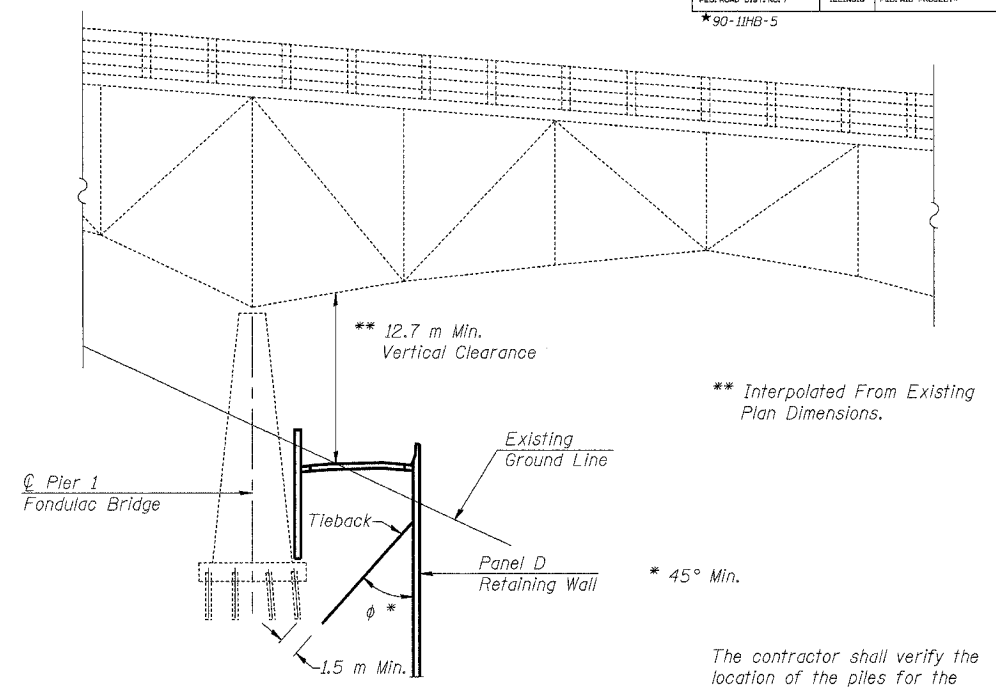 ILLINOIS
★ 90-11HB-5
** 12.7 m Min.
Vertical Clearance
** Interpolated From Existing
Plan Dimensions.
Existing
Ground Line
℄ Pier 1
Fondulac Bridge
Tieback
Panel D
Retaining Wall
* 45° Min.
ϕ *
1.5 m Min.
The contractor shall verify the
location of the piles for the